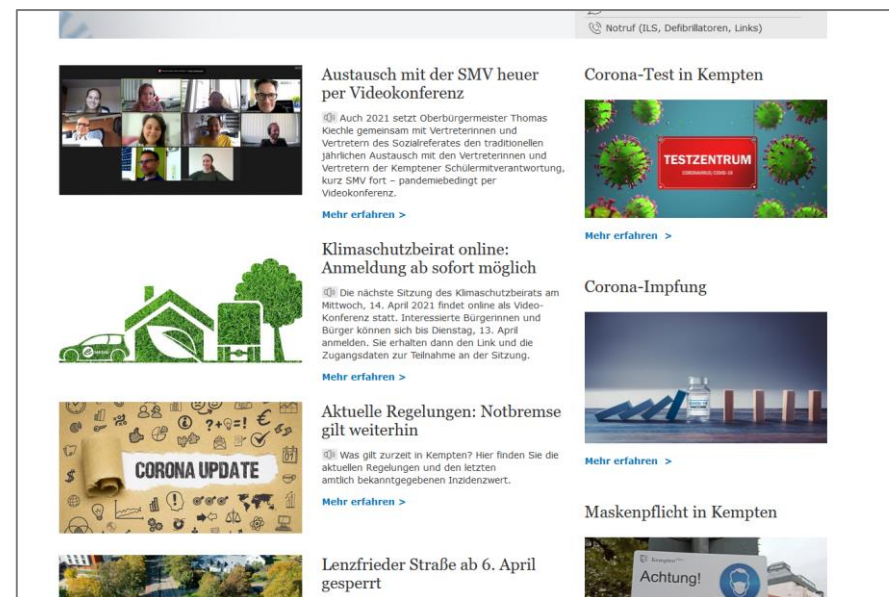 Notruf (ILS, Defibrillatoren, Links)
Austausch mit der SMV heuer
per Videokonferenz
Auch 2021 setzt Oberbürgermeister Thomas
Kiechle gemeinsam mit Vertreterinnen und
Vertretern des Sozialreferates den traditionellen
jährlichen Austausch mit den Vertreterinnen und
Vertretern der Kemptener Schülermitverantwortung,
kurz SMV fort – pandemiebedingt per
Videokonferenz.
Mehr erfahren >
Klimaschutzbeirat online:
Anmeldung ab sofort möglich
Die nächste Sitzung des Klimaschutzbeirats am
Mittwoch, 14. April 2021 findet online als Video-
Konferenz statt. Interessierte Bürgerinnen und
Bürger können sich bis Dienstag, 13. April
anmelden. Sie erhalten dann den Link und die
Zugangsdaten zur Teilnahme an der Sitzung.
Mehr erfahren >
?+=!
€
CORONA UPDATE
Aktuelle Regelungen: Notbremse
gilt weiterhin
Was gilt zurzeit in Kempten? Hier finden Sie die
aktuellen Regelungen und den letzten
amtlich bekanntgegebenen Inzidenzwert.
Mehr erfahren >
Lenzfrieder Straße ab 6. April
gesperrt
Corona-Test in Kempten
TESTZENTRUM
CORONAVIRUS/COVID-19
Mehr erfahren >
Corona-Impfung
Mehr erfahren >
Maskenpflicht in Kempten
Kempten
Achtung!